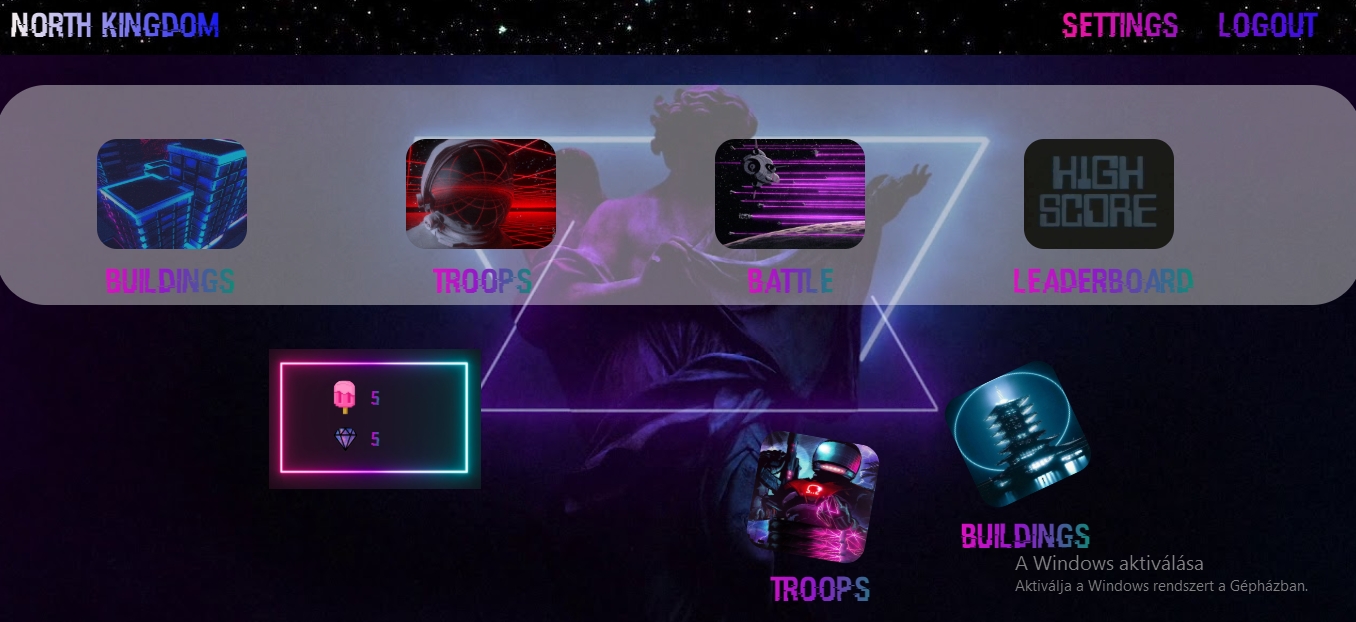 NORTH KINGDOM
SETTINGS
LOGOUT
HIGH
SCORE
BUILDINGS
TROOPS
BATTLE
LEADERBOARD
5
5
TROOPS
BUILDINGS
A Windows aktiválása
Aktiválja a Windows rendszert a Gépházban.